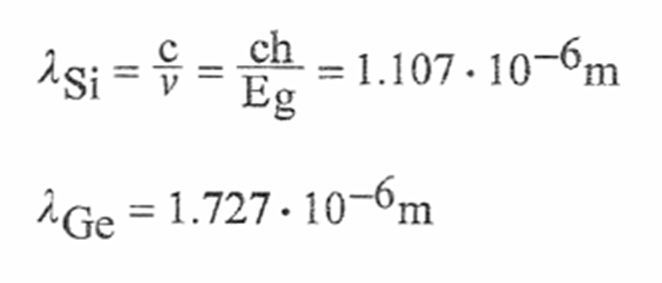 λSi = c/ν = ch/Eg = 1.107 · 10⁻⁶m
λGe = 1.727 · 10⁻⁶m